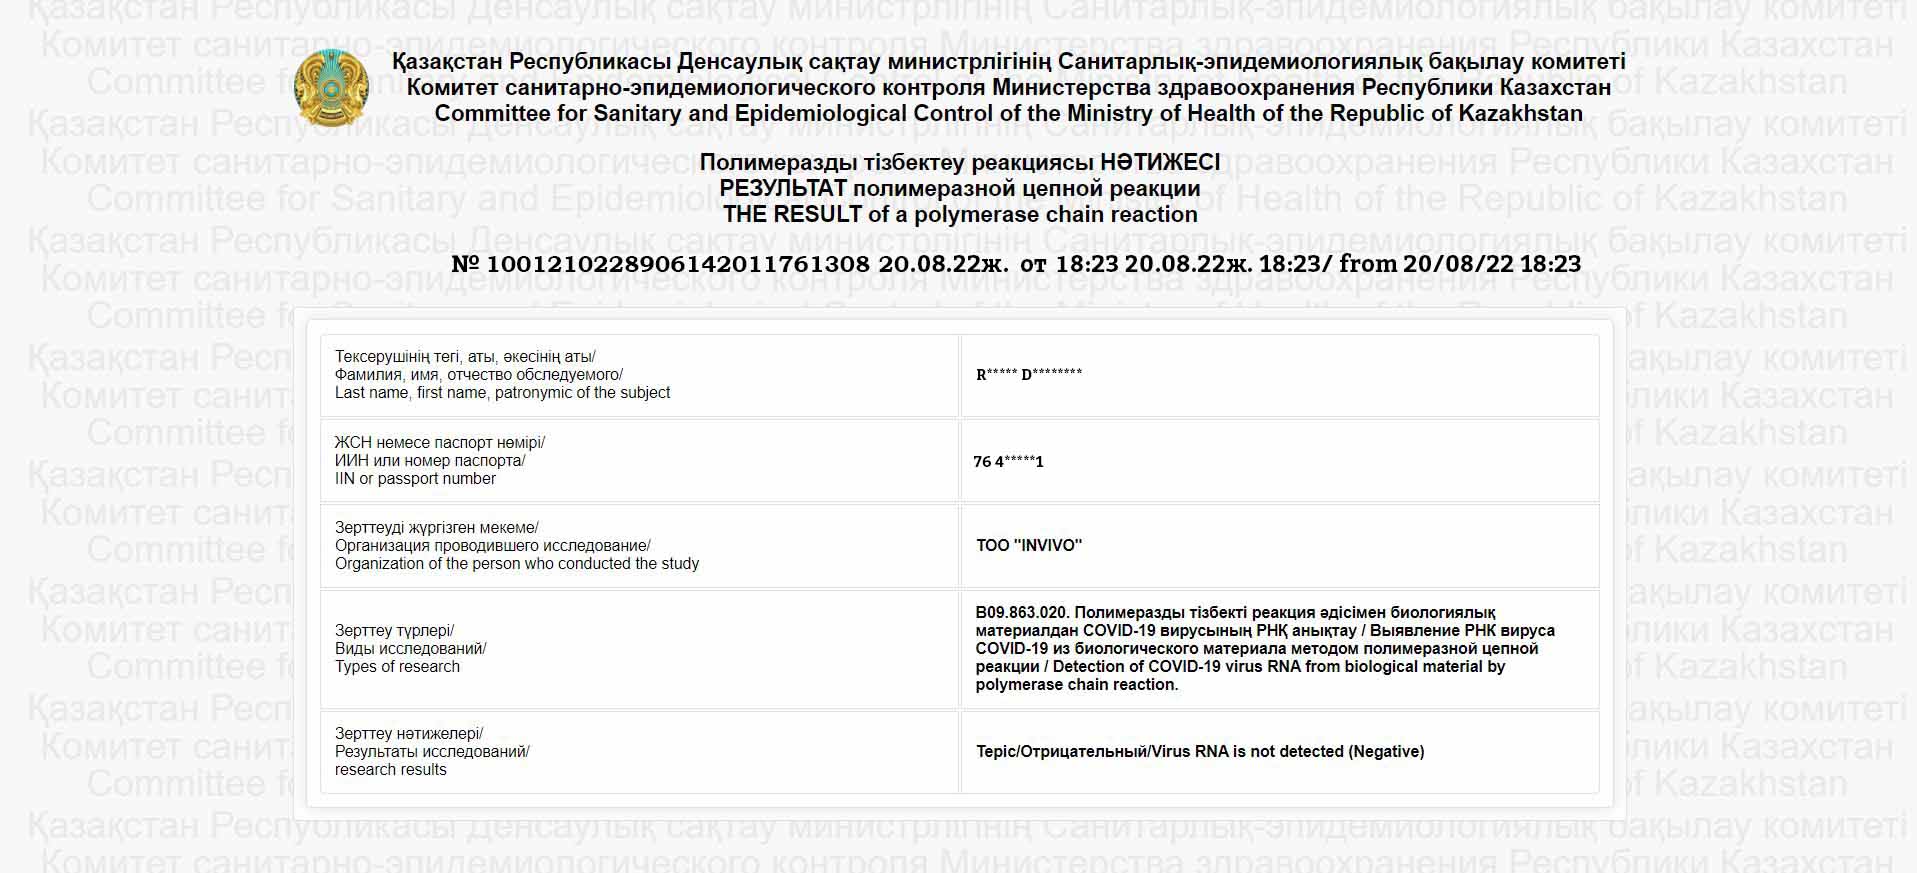 Қазақстан Республикасы Денсаулық сақтау министрлігінің Санитарлық-эпидемиологиялық бақылау комитеті
Комитет санитарно-эпидемиологического контроля Министерства здравоохранения Республики Казахстан
Committee for Sanitary and Epidemiological Control of the Ministry of Health of the Republic of Kazakhstan
Полимеразды тізбектеу реакциясы НӘТИЖЕСІ
РЕЗУЛЬТАТ полимеразной цепной реакции
THE RESULT of a polymerase chain reaction
№ 1001210228906142011761308 20.08.22ж. от 18:23 20.08.22ж. 18:23/ from 20/08/22 18:23
Тексерушінің тегі, аты, әкесінің аты/
Фамилия, имя, отчество обследуемого/
Last name, first name, patronymic of the subject
R***** D********
ЖСН немесе паспорт нөмірі/
ИИН или номер паспорта/
IIN or passport number
76 4*****1
Зерттеуді жүргізген мекеме/
Организация проводившего исследование/
Organization of the person who conducted the study
ТОО "INVIVO"
Зерттеу түрлері/
Виды исследований/
Types of research
B09.863.020. Полимеразды тізбекті реакция әдісімен биологиялық
материалдан COVID-19 вирусының РНҚ анықтау / Выявление РНК вируса
COVID-19 из биологического материала методом полимеразной цепной
реакции / Detection of COVID-19 virus RNA from biological material by
polymerase chain reaction.
Зерттеу нәтижелері/
Результаты исследований/
research results
Теріс/Отрицательный/Virus RNA is not detected (Negative)